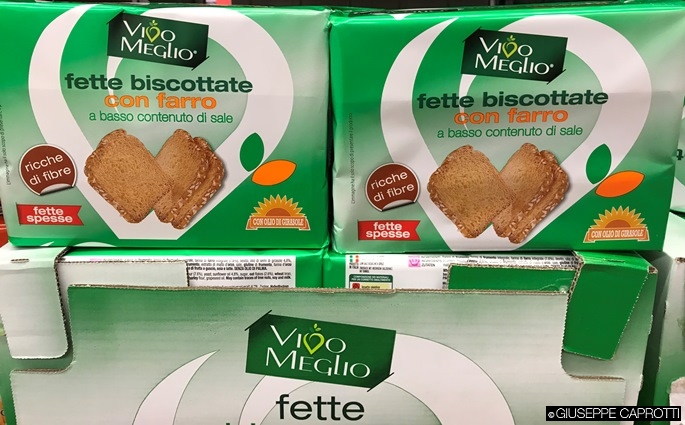 VIVO
MEGLIO®
fette biscottate
con farro
a basso contenuto di sale
ricche
di fibre
fette
spesse
CON OLIO DI GIRASOLE
VIVO
MEGLIO®
fette biscottate
con farro
a basso contenuto di sale
ricche
di fibre
fette
spesse
CON OLIO DI GIRASOLE
VIVO
MEGLIO
fette
©GIUSEPPE CAPROTTI